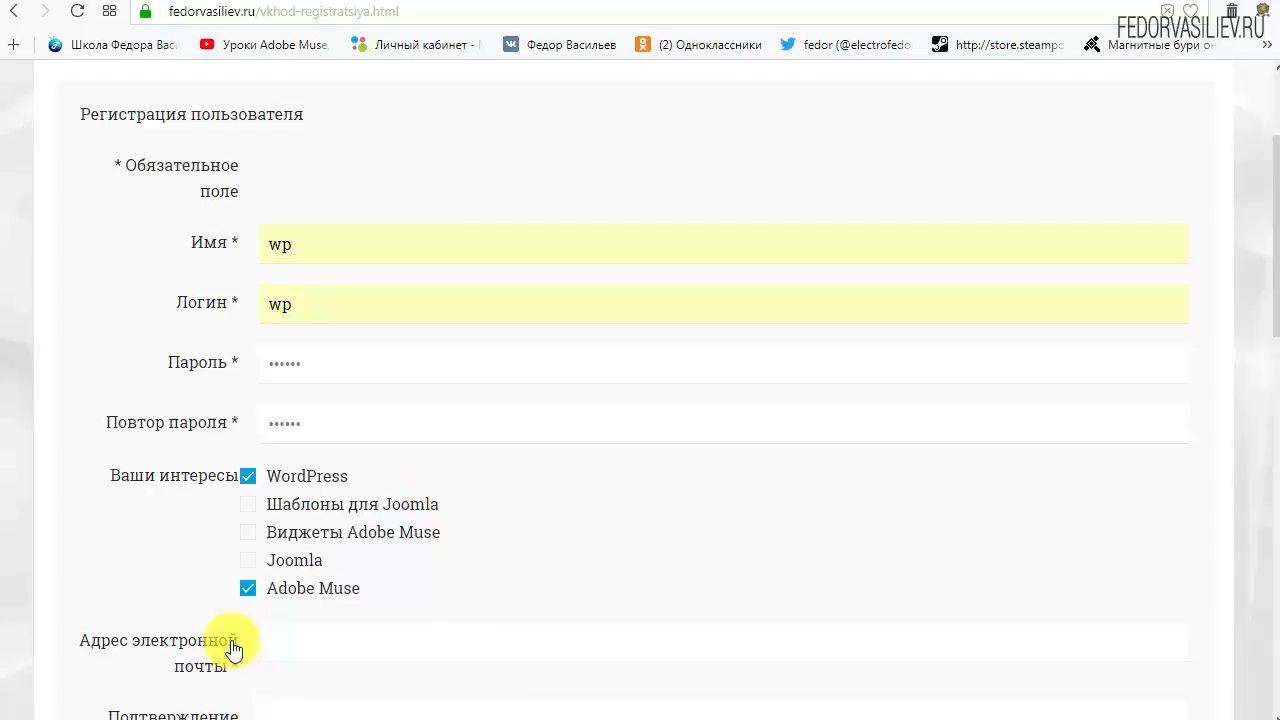 fedorvasiliev.ru/vkhod-registratsiya.html
FEDORVASILIEV.RU
Школа Федора Васи
Уроки Adobe Muse,
Личный кабинет -
Федор Васильев
(2) Одноклассники
fedor (@electrofedo
http://store.steampo
Магнитные бури он
Регистрация пользователя
* Обязательное
поле
Имя *
wp
Логин *
wp
Пароль *
••••••
Повтор пароля *
••••••
Ваши интересы
WordPress
Шаблоны для Joomla
Виджеты Adobe Muse
Joomla
Adobe Muse
Адрес электронной
почты *
Подтверждение